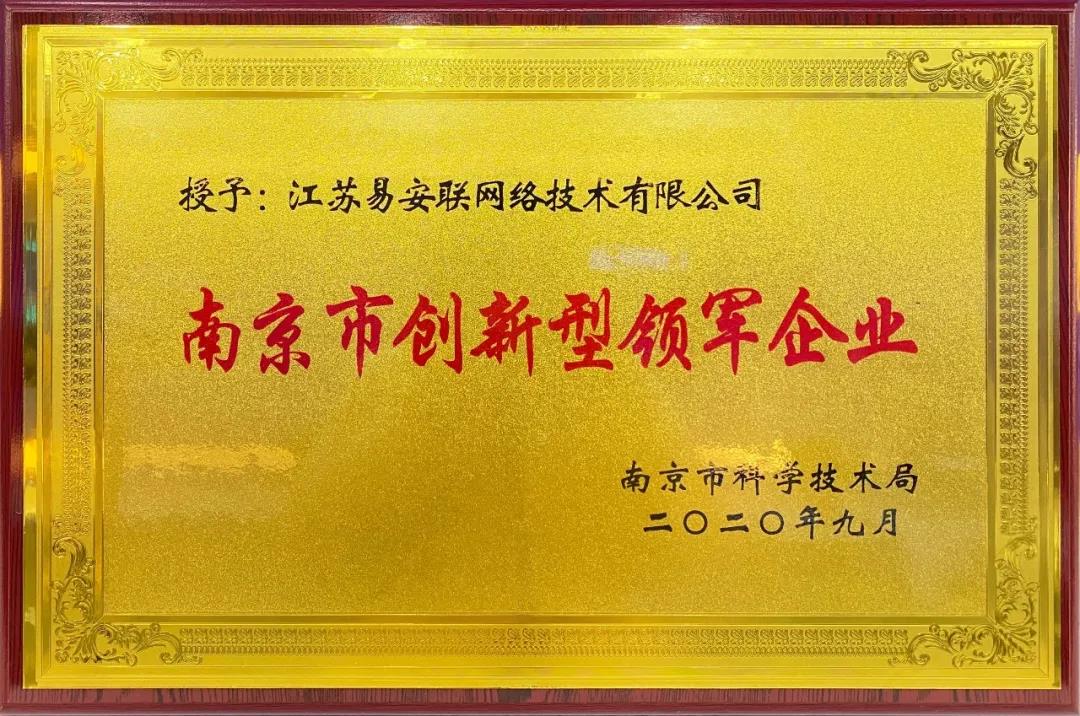 授予：江苏易安联网络技术有限公司
南京市创新型领军企业
南京市科学技术局
二〇二〇年九月